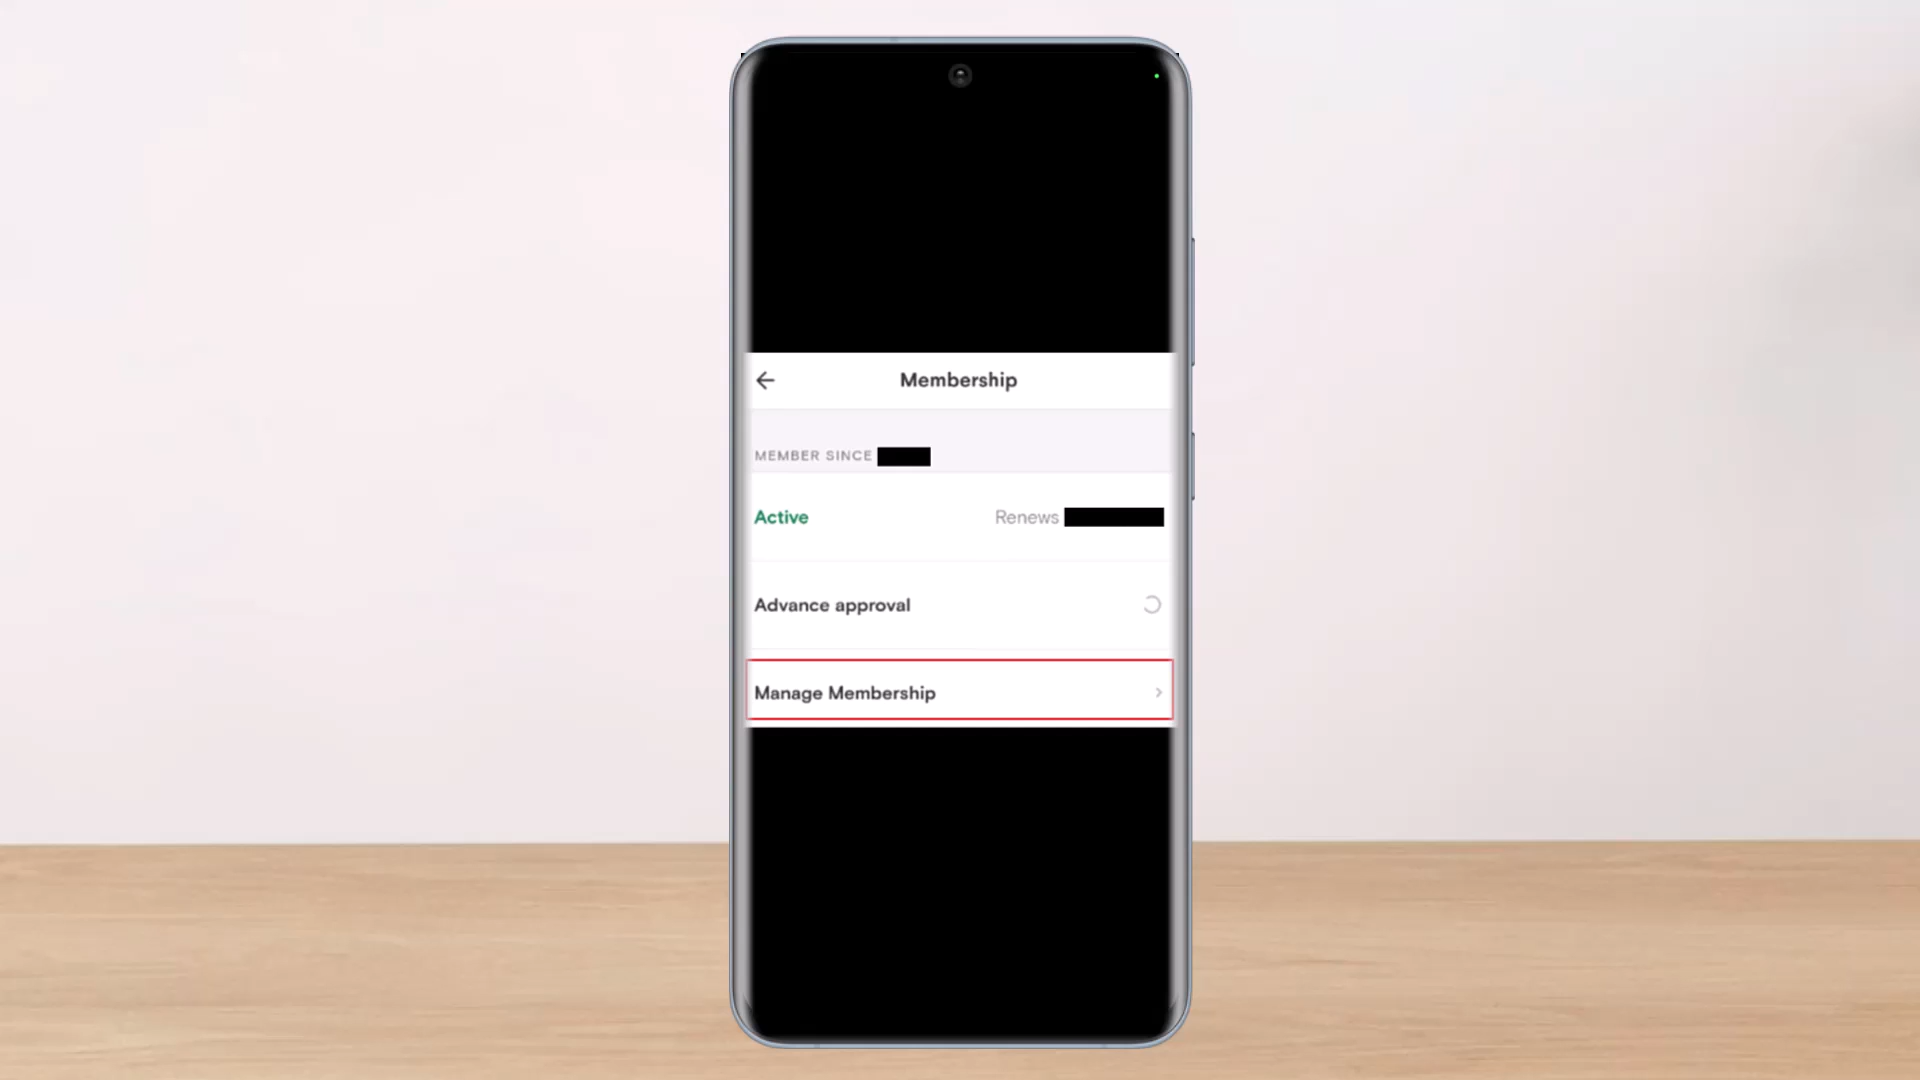 Membership
MEMBER SINCE
Active
Renews
Advance approval
Manage Membership